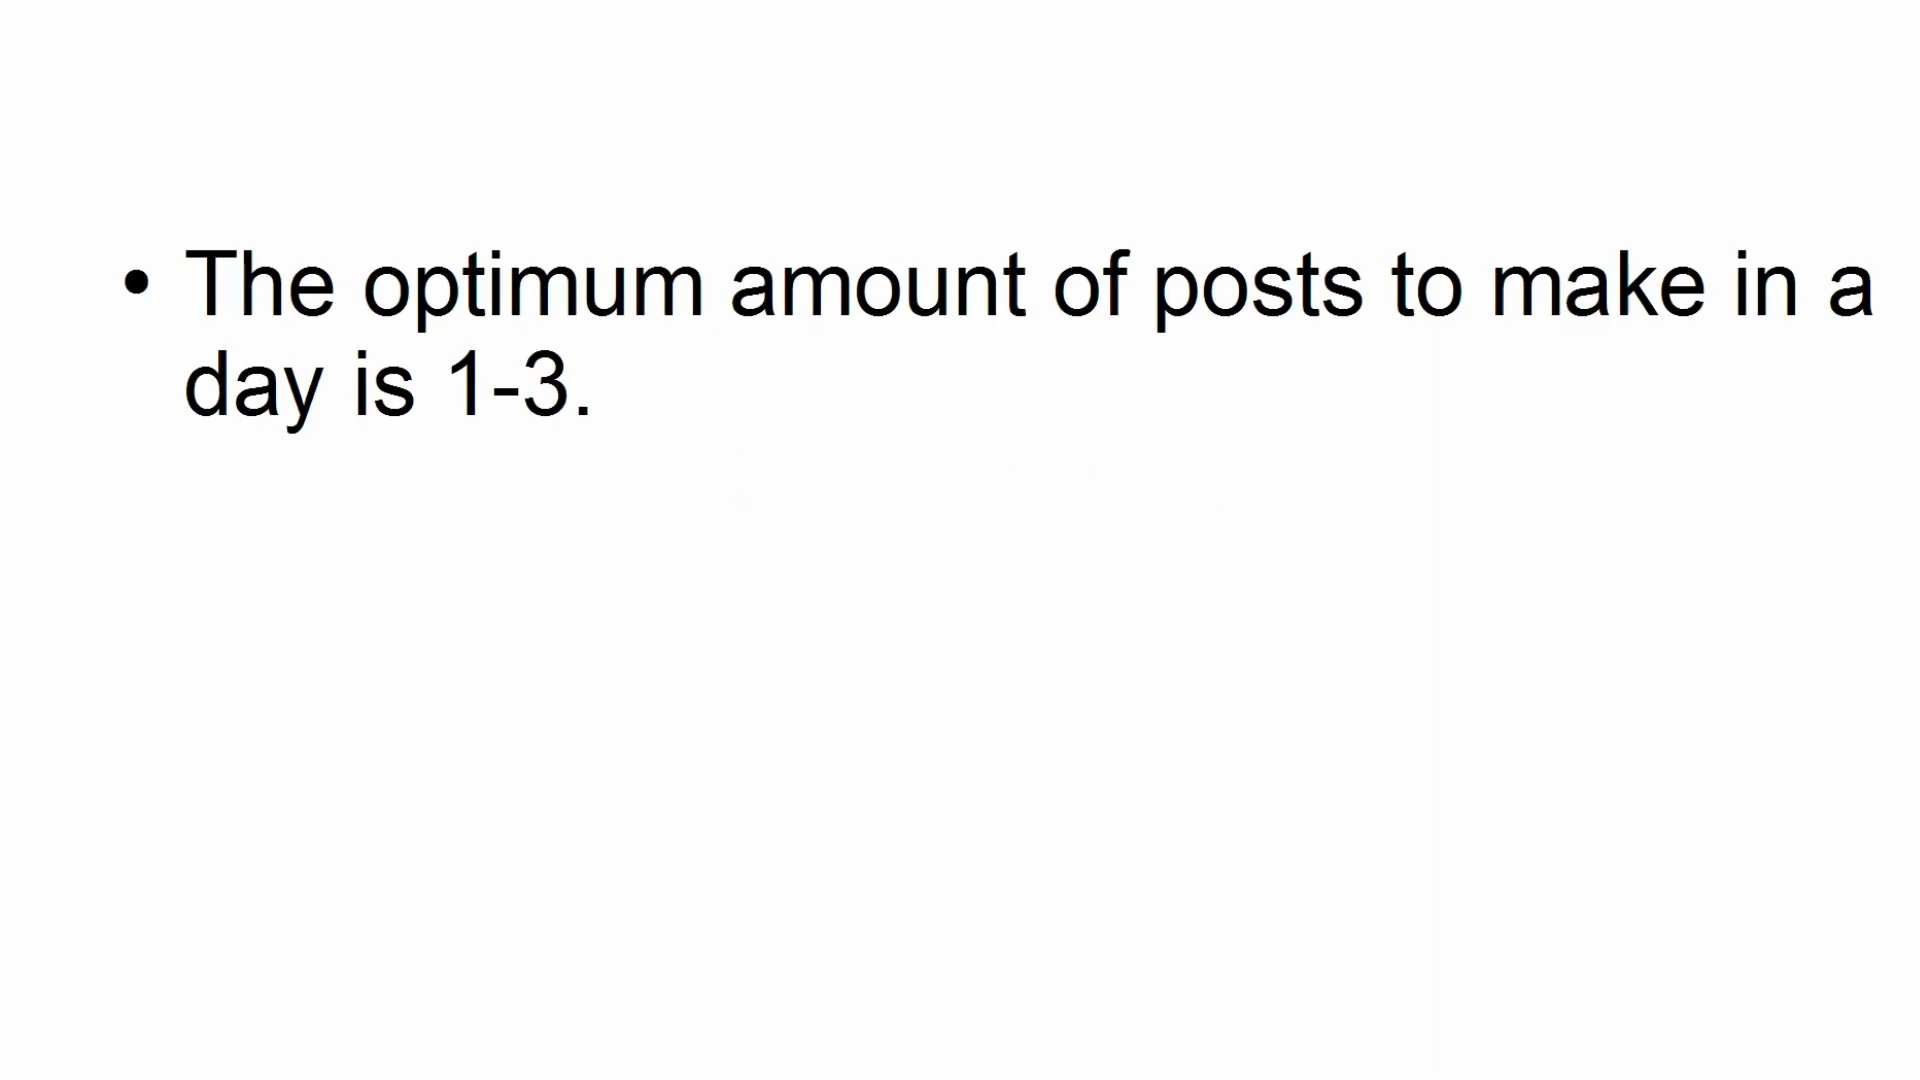 • The optimum amount of posts to make in a
day is 1-3.